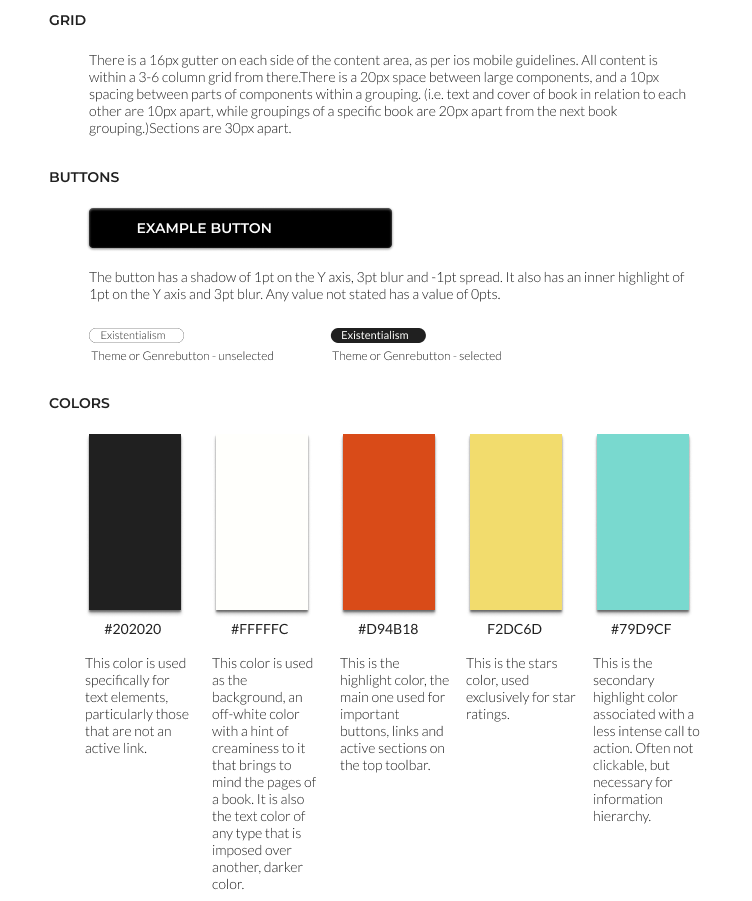 GRID
There is a 16px gutter on each side of the content area, as per ios mobile guidelines. All content is
within a 3-6 column grid from there.There is a 20px space between large components, and a 10px
spacing between parts of components within a grouping. (i.e. text and cover of book in relation to each
other are 10px apart, while groupings of a specific book are 20px apart from the next book
grouping.)Sections are 30px apart.
BUTTONS
EXAMPLE BUTTON
The button has a shadow of 1pt on the Y axis, 3pt blur and -1pt spread. It also has an inner highlight of
1pt on the Y axis and 3pt blur. Any value not stated has a value of 0pts.
Existentialism
Existentialism
Theme or Genrebutton - unselected
Theme or Genrebutton - selected
COLORS
#202020
This color is used
specifically for
text elements,
particularly those
that are not an
active link.
#FFFFFC
This color is used
as the
background, an
off-white color
with a hint of
creaminess to it
that brings to
mind the pages of
a book. It is also
the text color of
any type that is
imposed over
another, darker
color.
#D94B18
This is the
highlight color, the
main one used for
important
buttons, links and
active sections on
the top toolbar.
F2DC6D
This is the stars
color, used
exclusively for star
ratings.
#79D9CF
This is the
secondary
highlight color
associated with a
less intense call to
action. Often not
clickable, but
necessary for
information
hierarchy.